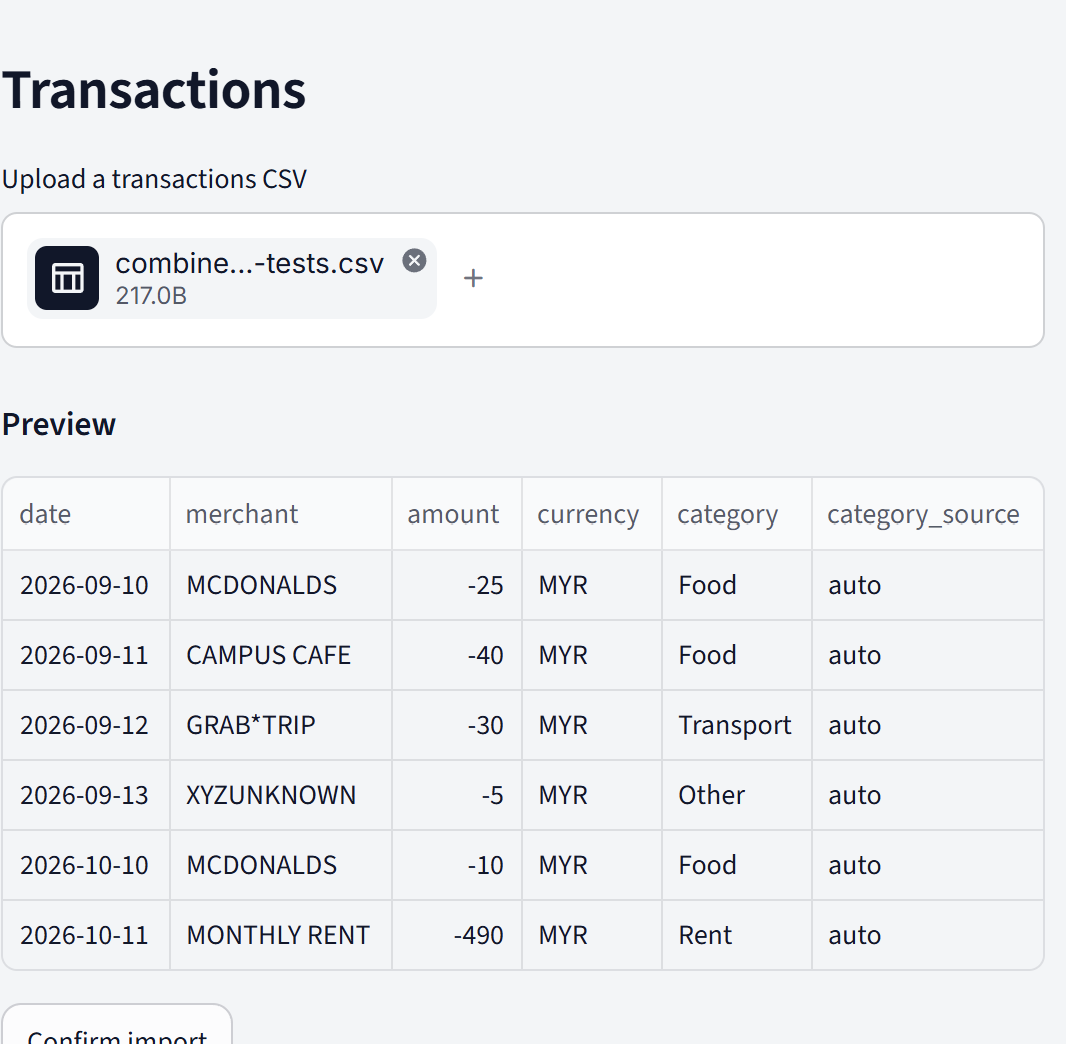 Transactions
Upload a transactions CSV
combine...-tests.csv
217.0B
+
Preview
date merchant amount currency category category_source
2026-09-10 MCDONALDS -25 MYR Food auto
2026-09-11 CAMPUS CAFE -40 MYR Food auto
2026-09-12 GRAB*TRIP -30 MYR Transport auto
2026-09-13 XYZUNKNOWN -5 MYR Other auto
2026-10-10 MCDONALDS -10 MYR Food auto
2026-10-11 MONTHLY RENT -490 MYR Rent auto
Confirm import